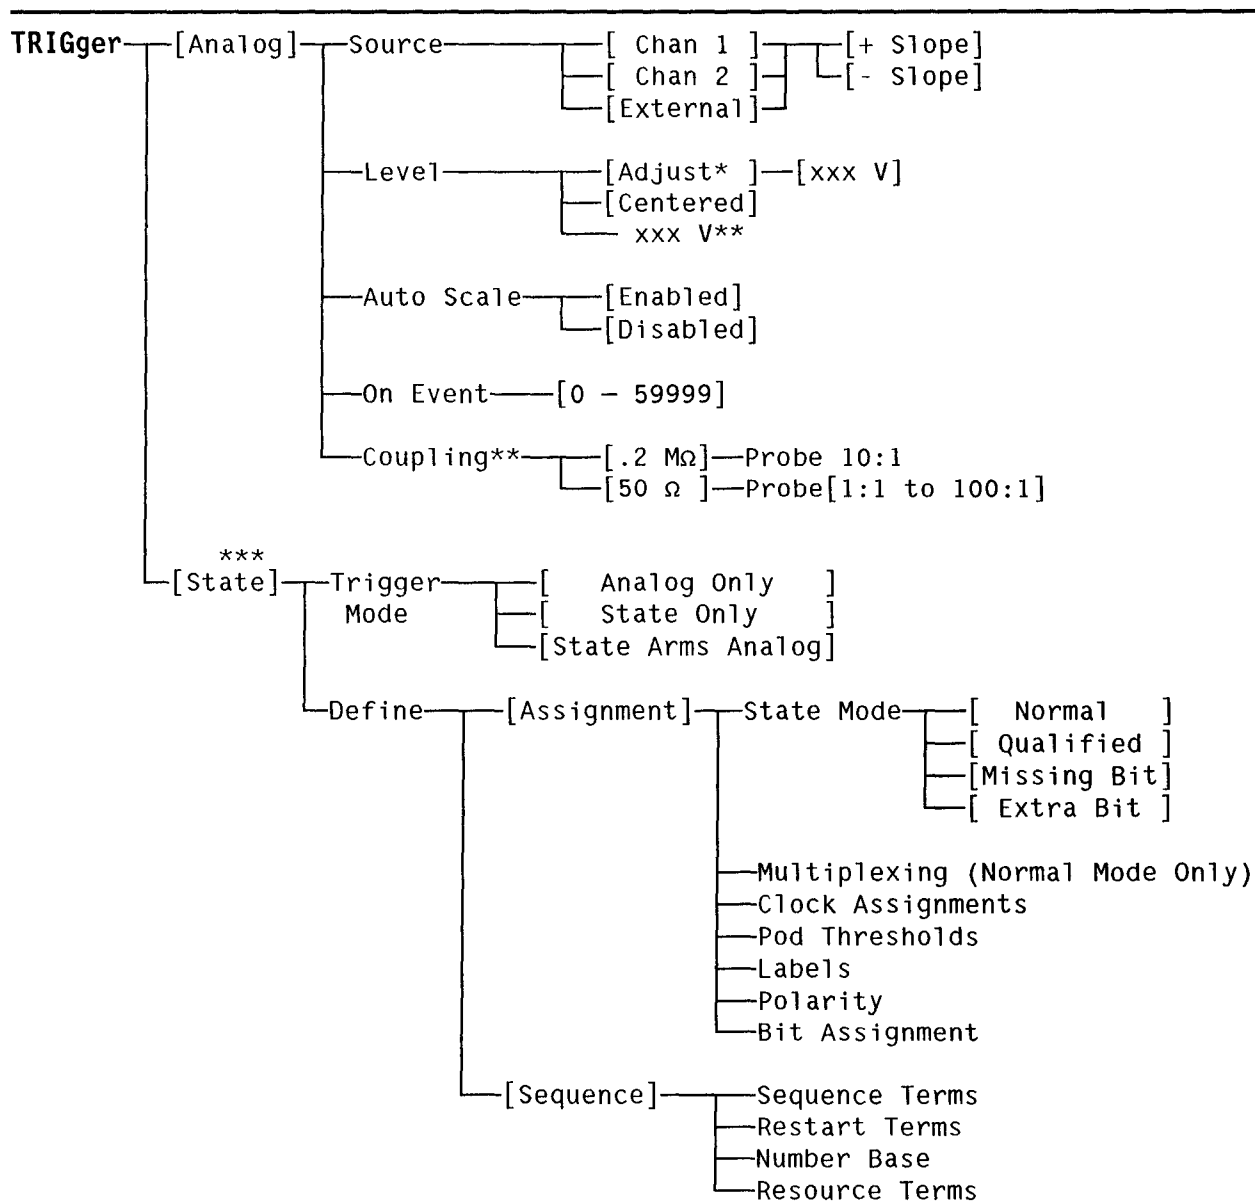 TRIGger [Analog] Source [ Chan 1 ] [+ Slope]
[ Chan 2 ] [- Slope]
[External]
Level [Adjust* ] [xxx V]
[Centered]
xxx V**
Auto Scale [Enabled]
[Disabled]
On Event [0 – 59999]
Coupling** [.2 MΩ] Probe 10:1
[50 Ω ] Probe[1:1 to 100:1]
***
[State] Trigger [ Analog Only ]
Mode [ State Only ]
[State Arms Analog]
Define [Assignment] State Mode [ Normal ]
[ Qualified ]
[Missing Bit]
[ Extra Bit ]
Multiplexing (Normal Mode Only)
Clock Assignments
Pod Thresholds
Labels
Polarity
Bit Assignment
[Sequence] Sequence Terms
Restart Terms
Number Base
Resource Terms